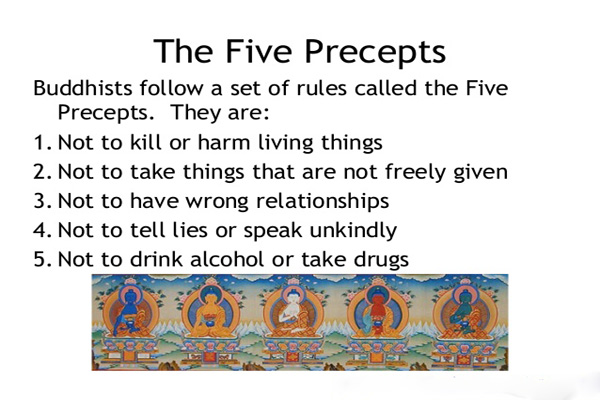 The Five Precepts
Buddhists follow a set of rules called the Five
Precepts. They are:
1. Not to kill or harm living things
2. Not to take things that are not freely given
3. Not to have wrong relationships
4. Not to tell lies or speak unkindly
5. Not to drink alcohol or take drugs